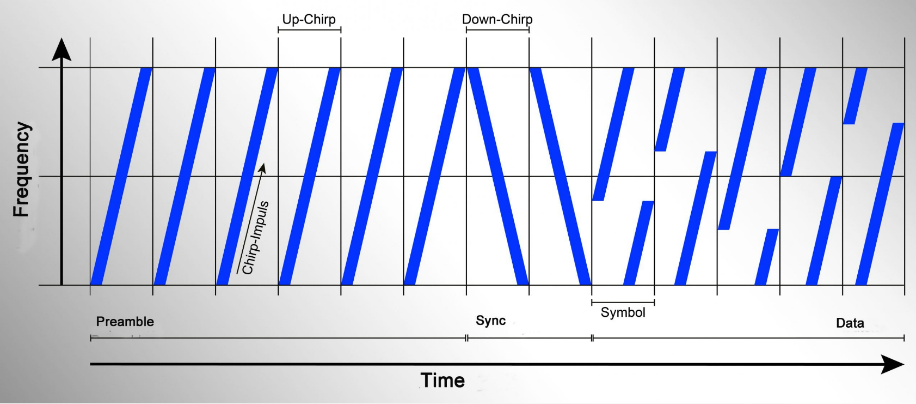 Up-Chirp
Down-Chirp
Frequency
Chirp-Impuls
Symbol
Preamble
Sync
Data
Time